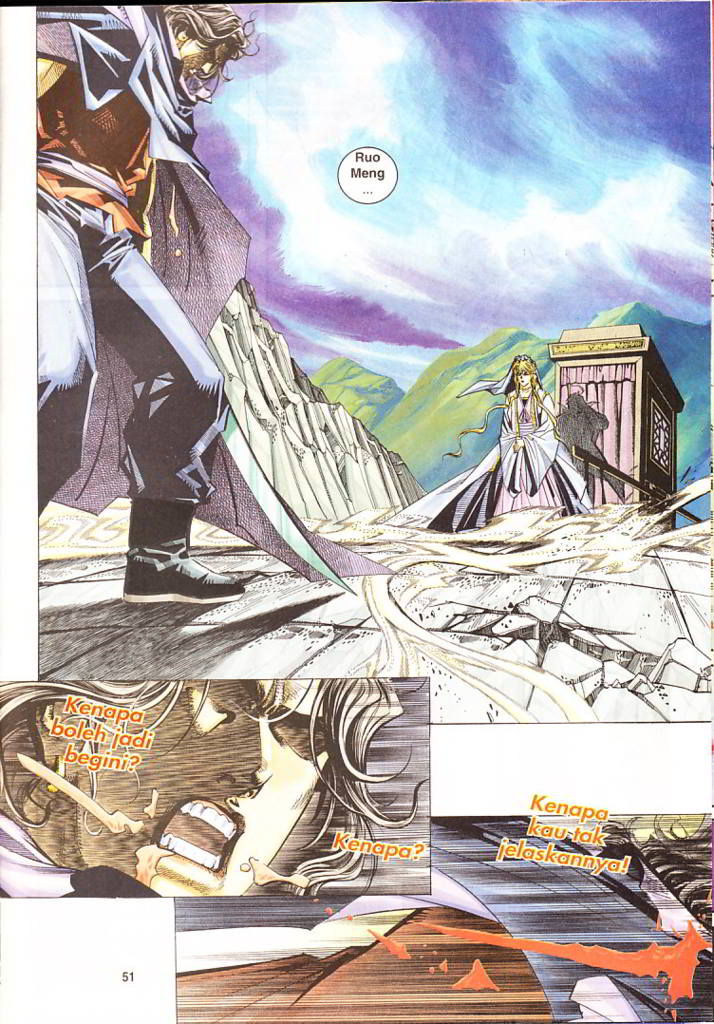 Ruo
Meng
...
Kenapa
boleh jadi
begini?
Kenapa?
Kenapa
kau tak
jelaskannya!
51